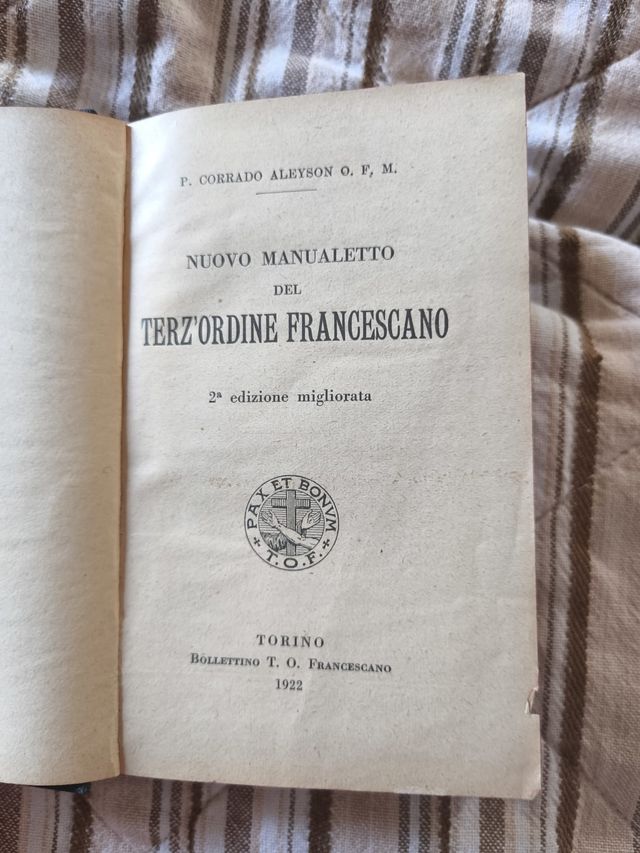 P. CORRADO ALEYSON O. F. M.
NUOVO MANUALETTO
DEL
TERZ'ORDINE FRANCESCANO
2ª edizione migliorata
PAX ET BONVM
T.O.F.
TORINO
BOLLETTINO T. O. FRANCESCANO
1922